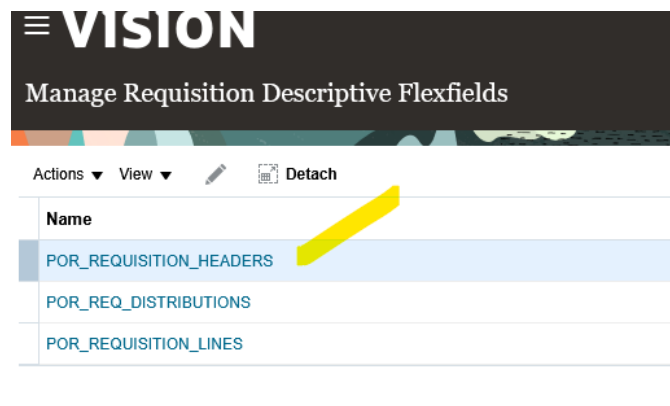 VISION
Manage Requisition Descriptive Flexfields
Actions View Detach
Name
POR_REQUISITION_HEADERS
POR_REQ_DISTRIBUTIONS
POR_REQUISITION_LINES